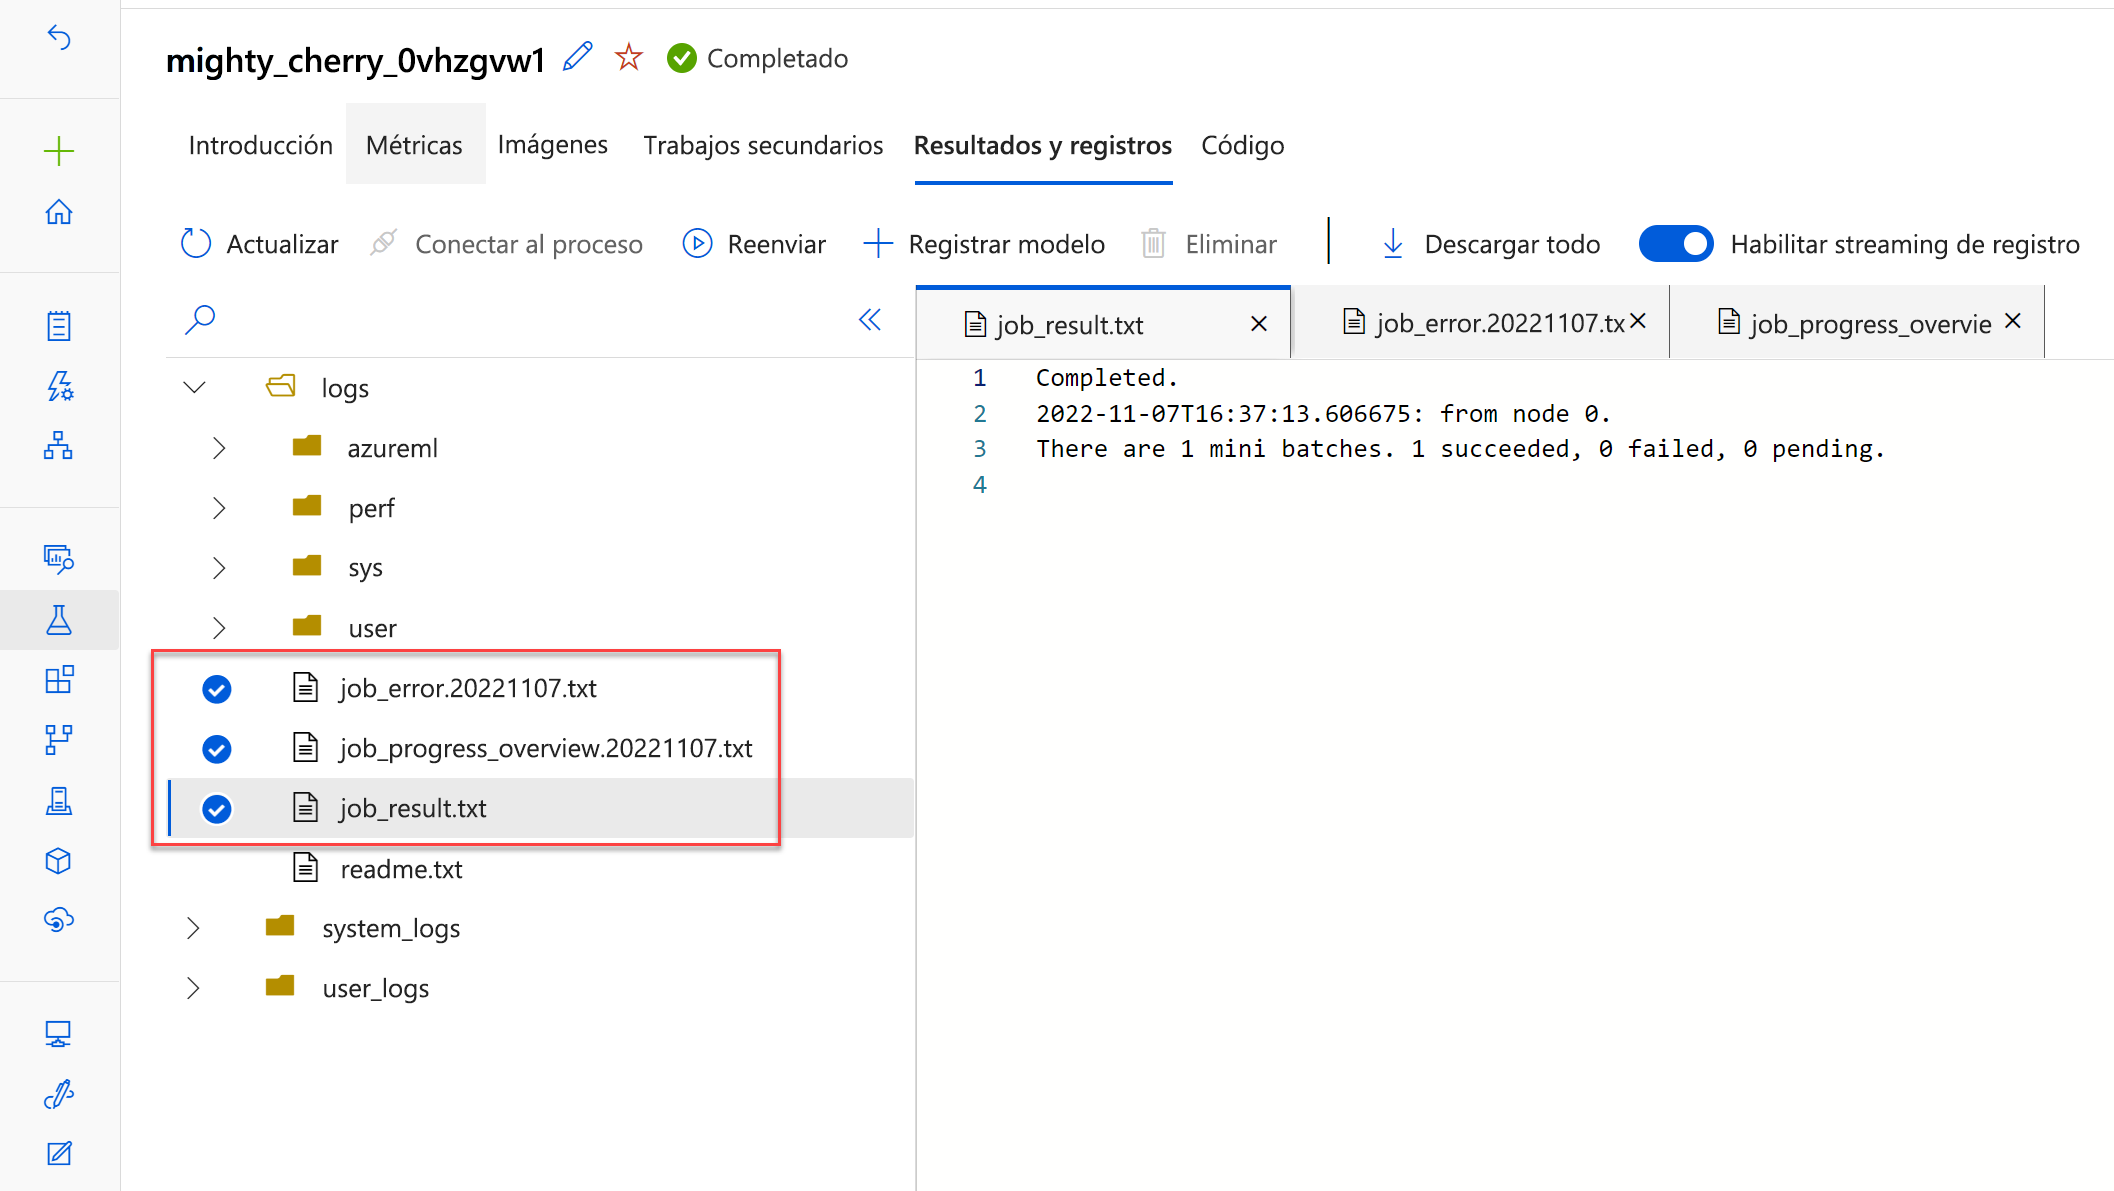 mighty_cherry_0vhzgvw1 Completado
Introducción Métricas Imágenes Trabajos secundarios Resultados y registros Código
Actualizar Conectar al proceso Reenviar Registrar modelo Eliminar Descargar todo Habilitar streaming de registro
logs
azureml
perf
sys
user
job_error.20221107.txt
job_progress_overview.20221107.txt
job_result.txt
readme.txt
system_logs
user_logs
job_result.txt job_error.20221107.tx job_progress_overvie
1 Completed.
2 2022-11-07T16:37:13.606675: from node 0.
3 There are 1 mini batches. 1 succeeded, 0 failed, 0 pending.
4